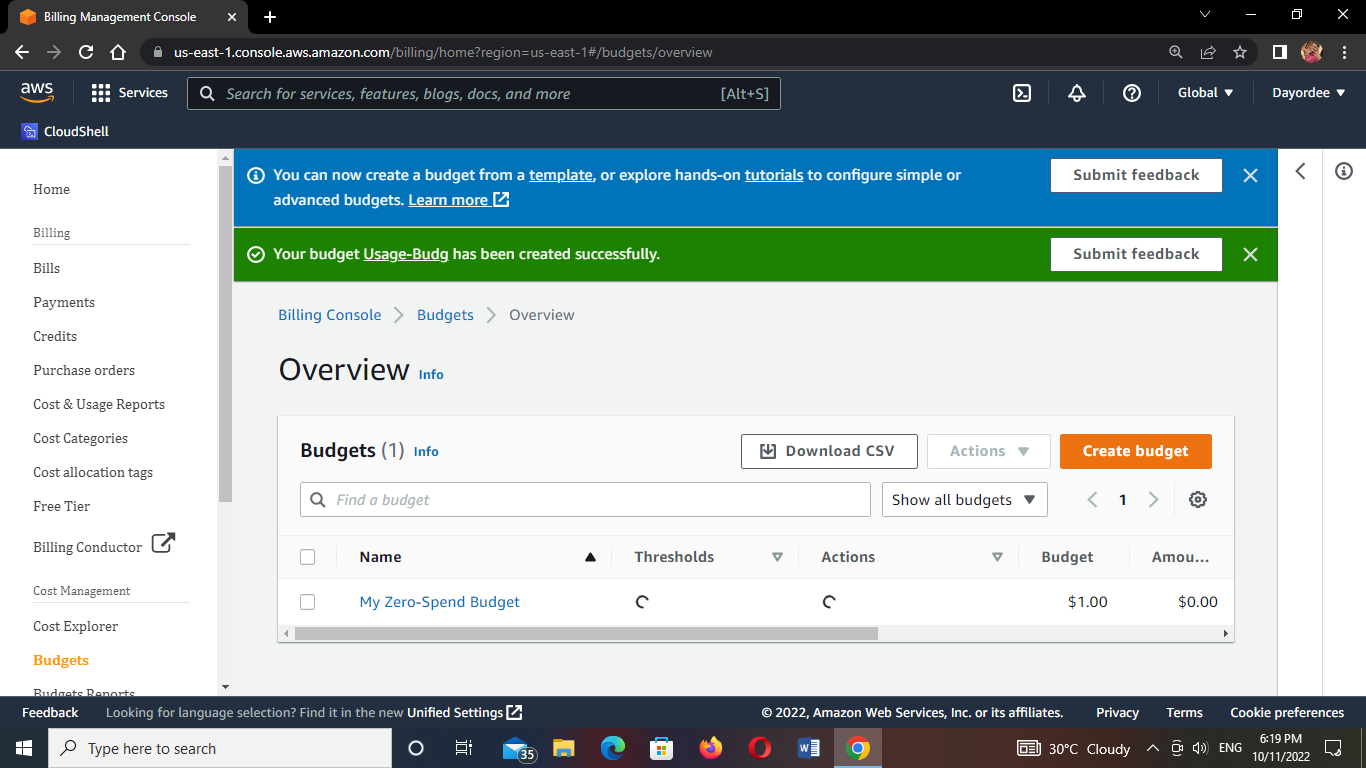 Billing Management Console
us-east-1.console.aws.amazon.com/billing/home?region=us-east-1#/budgets/overview
aws
Services
Search for services, features, blogs, docs, and more
[Alt+S]
Global
Dayordee
CloudShell
Home
Billing
Bills
Payments
Credits
Purchase orders
Cost & Usage Reports
Cost Categories
Cost allocation tags
Free Tier
Billing Conductor
Cost Management
Cost Explorer
Budgets
Budgets Reports
You can now create a budget from a template, or explore hands-on tutorials to configure simple or
advanced budgets. Learn more
Submit feedback
Your budget Usage-Budg has been created successfully.
Submit feedback
Billing Console
Budgets
Overview
Overview Info
Budgets (1) Info
Download CSV
Actions
Create budget
Find a budget
Show all budgets
1
Name
Thresholds
Actions
Budget
Amou...
My Zero-Spend Budget
$1.00
$0.00
Feedback
Looking for language selection? Find it in the new Unified Settings
© 2022, Amazon Web Services, Inc. or its affiliates.
Privacy
Terms
Cookie preferences
Type here to search
35
30°C Cloudy
ENG
6:19 PM
10/11/2022